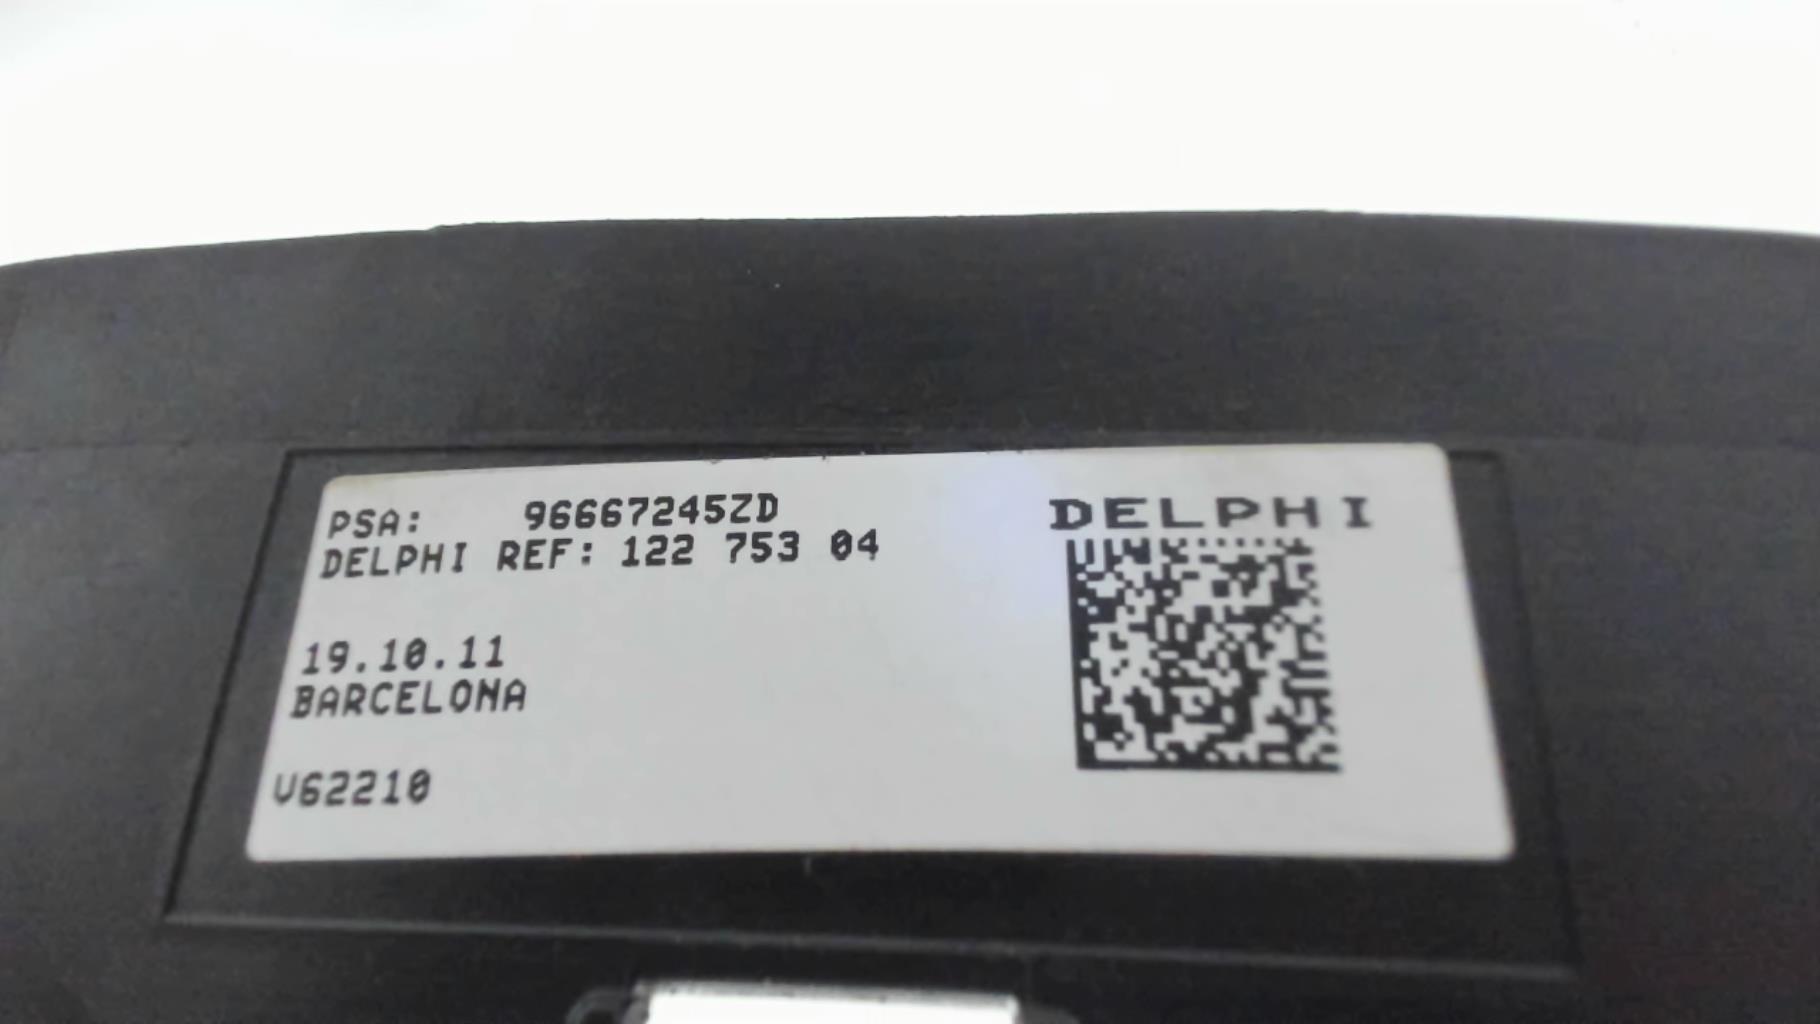 PSA: 96667245ZD
DELPHI REF: 122 753 04
19.10.11
BARCELONA
V62210
DELPHI